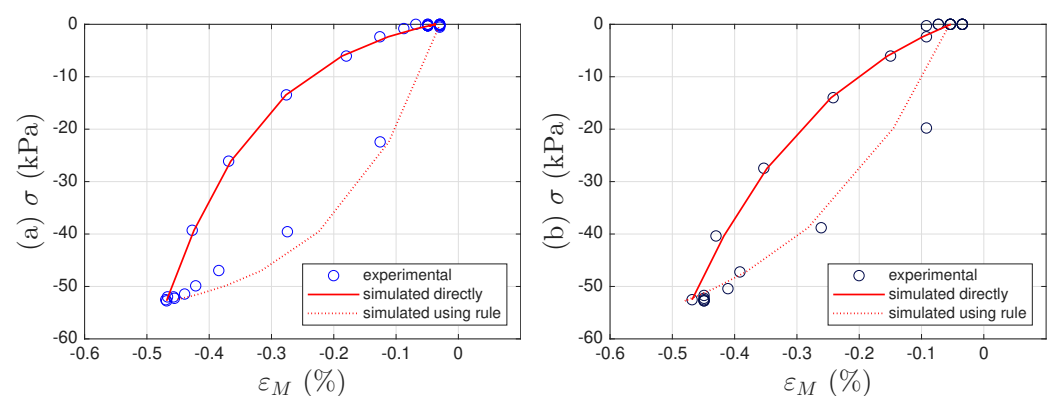 0
-10
-20
-30
-40
-50
-60
(a) σ (kPa)
-0.6 -0.5 -0.4 -0.3 -0.2 -0.1 0
ε_M (%)
experimental
simulated directly
simulated using rule
0
-10
-20
-30
-40
-50
-60
(b) σ (kPa)
-0.6 -0.5 -0.4 -0.3 -0.2 -0.1 0
ε_M (%)
experimental
simulated directly
simulated using rule